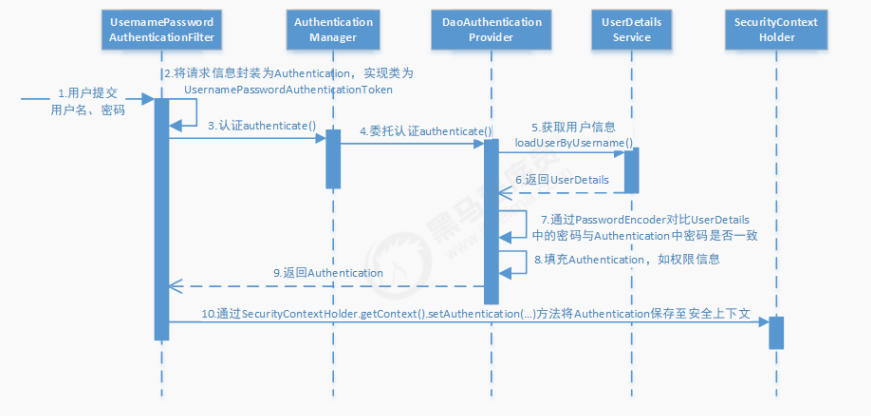 UsernamePassword
AuthenticationFilter
Authentication
Manager
DaoAuthentication
Provider
UserDetails
Service
SecurityContext
Holder
1.用户提交
用户名、密码
2.将请求信息封装为Authentication，实现类为
UsernamePasswordAuthenticationToken
3.认证authenticate()
4.委托认证authenticate()
5.获取用户信息
loadUserByUsername()
6.返回UserDetails
7.通过PasswordEncoder对比UserDetails
中的密码与Authentication中密码是否一致
8.填充Authentication，如权限信息
9.返回Authentication
10.通过SecurityContextHolder.getContext().setAuthentication(...)方法将Authentication保存至安全上下文
黑马程序员